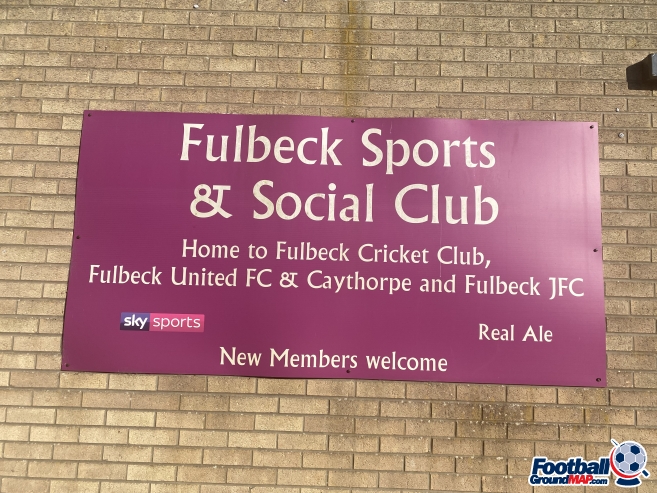 Fulbeck Sports
& Social Club
Home to Fulbeck Cricket Club,
Fulbeck United FC & Caythorpe and Fulbeck JFC
sky sports
Real Ale
New Members welcome
Football
GroundMAP.com